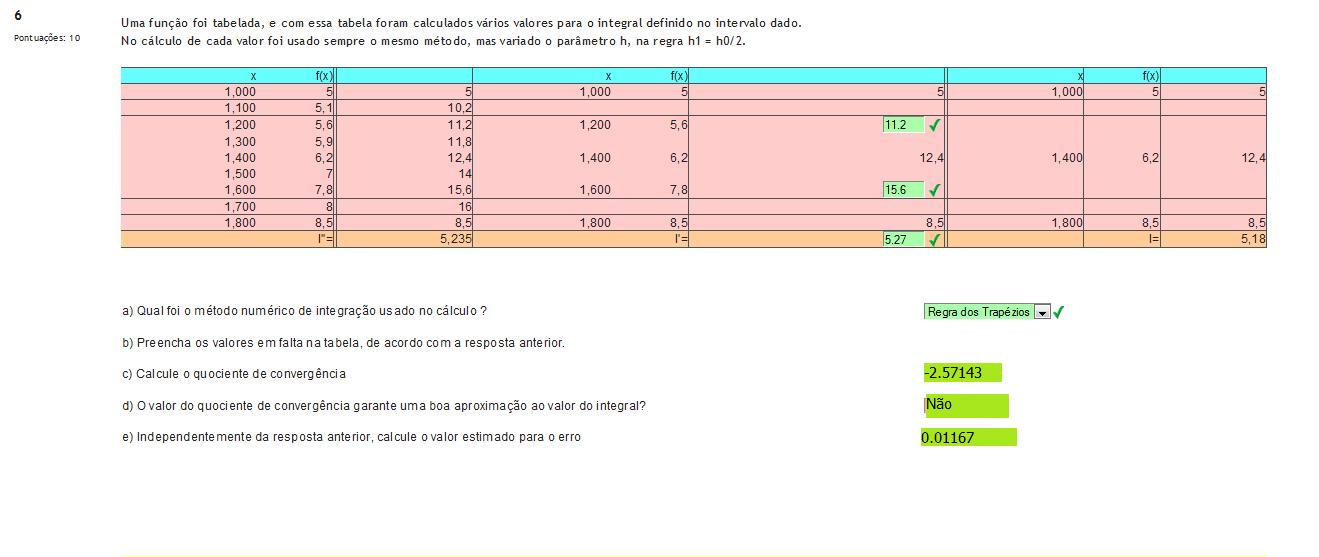 6
Pontuações: 10
Uma função foi tabelada, e com essa tabela foram calculados vários valores para o integral definido no intervalo dado.
No cálculo de cada valor foi usado sempre o mesmo método, mas variado o parâmetro h, na regra h1 = h0/2.
x f(x) x f(x) x f(x)
1,000 5 5 1,000 5 5 1,000 5 5
1,100 5,1 10,2
1,200 5,6 11,2 1,200 5,6 11.2
1,300 5,9 11,8
1,400 6,2 12,4 1,400 6,2 12,4 1,400 6,2 12,4
1,500 7 14
1,600 7,8 15,6 1,600 7,8 15.6
1,700 8 16
1,800 8,5 8,5 1,800 8,5 8,5 1,800 8,5 8,5
I''= 5,235 I'= 5.27 I= 5,18
a) Qual foi o método numérico de integração usado no cálculo ? Regra dos Trapézios
b) Preencha os valores em falta na tabela, de acordo com a resposta anterior.
c) Calcule o quociente de convergência -2.57143
d) O valor do quociente de convergência garante uma boa aproximação ao valor do integral? Não
e) Independentemente da resposta anterior, calcule o valor estimado para o erro 0.01167